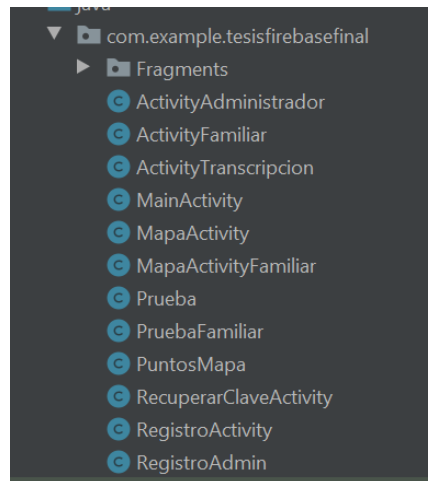 java
com.example.tesisfirebasefinal
Fragments
C ActivityAdministrador
C ActivityFamiliar
C ActivityTranscripcion
C MainActivity
C MapaActivity
C MapaActivityFamiliar
C Prueba
C PruebaFamiliar
C PuntosMapa
C RecuperarClaveActivity
C RegistroActivity
C RegistroAdmin